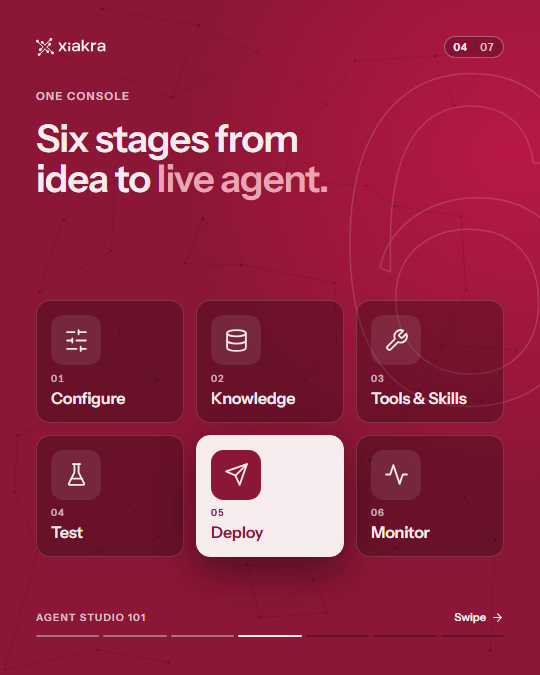 xiakra
04 07
ONE CONSOLE
Six stages from
idea to live agent.
6
01
Configure
02
Knowledge
03
Tools & Skills
04
Test
05
Deploy
06
Monitor
AGENT STUDIO 101
Swipe →